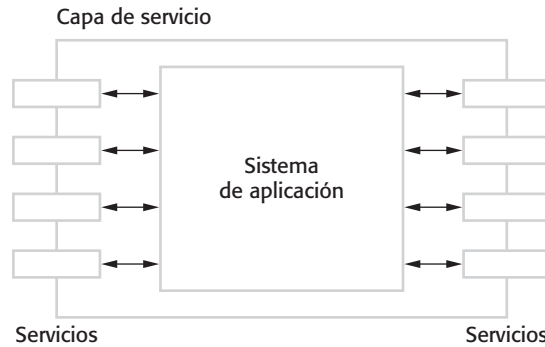 Capa de servicio
Sistema
de aplicación
Servicios
Servicios